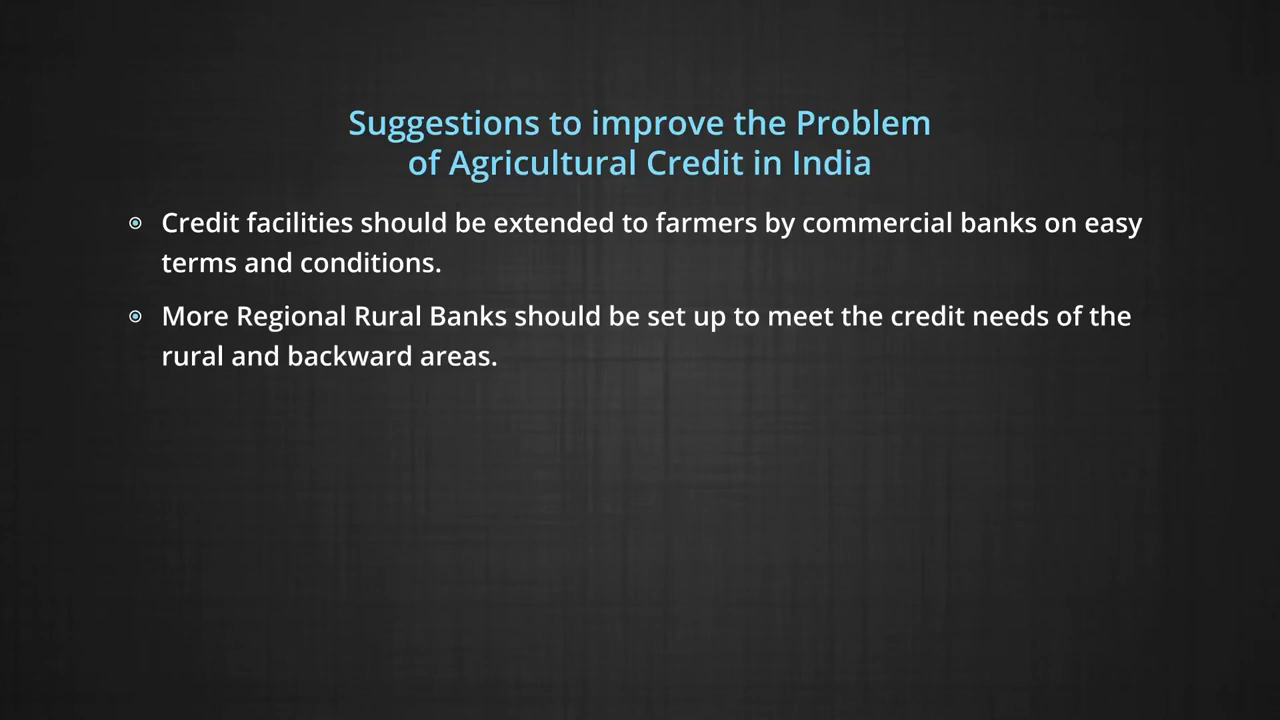 Suggestions to improve the Problem
of Agricultural Credit in India
Credit facilities should be extended to farmers by commercial banks on easy
terms and conditions.
More Regional Rural Banks should be set up to meet the credit needs of the
rural and backward areas.